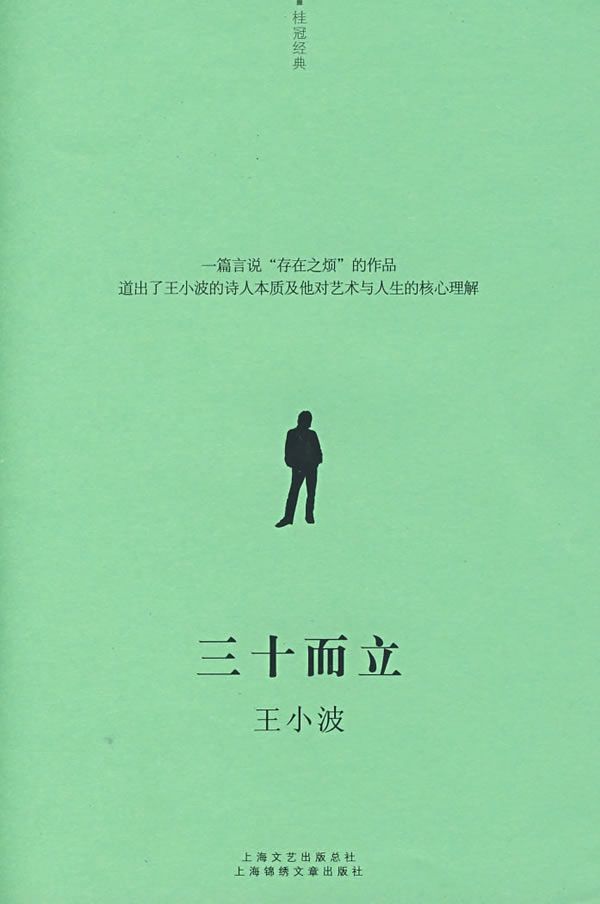 桂冠经典
一篇言说“存在之烦”的作品
道出了王小波的诗人本质及他对艺术与人生的核心理解
三十而立
王小波
上海文艺出版总社
上海锦绣文章出版社